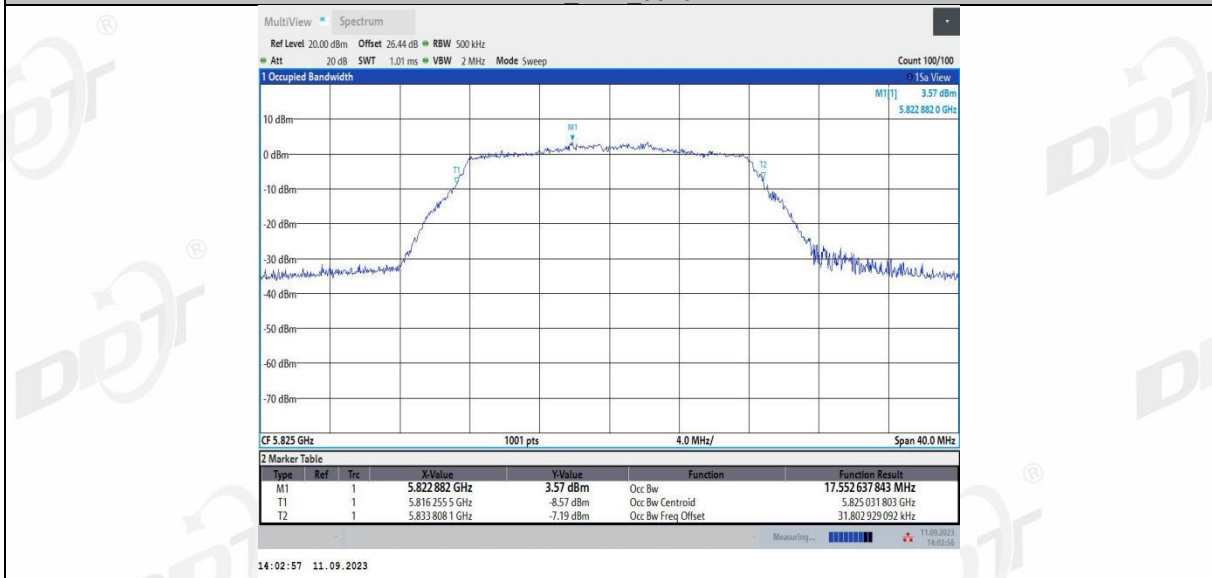 MultiView Spectrum
Ref Level 20.00 dBm Offset 26.44 dB RBW 500 kHz
Att 20 dB SWT 1.01 ms VBW 2 MHz Mode Sweep Count 100/100
1 Occupied Bandwidth 1Sa View
M1[1] 3.57 dBm
5.822 882 0 GHz
10 dBm
M1
0 dBm
T1
T2
-10 dBm
-20 dBm
-30 dBm
-40 dBm
-50 dBm
-60 dBm
-70 dBm
CF 5.825 GHz 1001 pts 4.0 MHz/ Span 40.0 MHz
2 Marker Table
Type Ref Trc X-Value Y-Value Function Function Result
M1 1 5.822 882 GHz 3.57 dBm Occ Bw 17.552 637 843 MHz
T1 1 5.816 255 5 GHz -8.57 dBm Occ Bw Centroid 5.825 031 803 GHz
T2 1 5.833 808 1 GHz -7.19 dBm Occ Bw Freq Offset 31.802 929 092 kHz
Measuring... 11.09.2023
14:02:56
14:02:57 11.09.2023
DDT ®